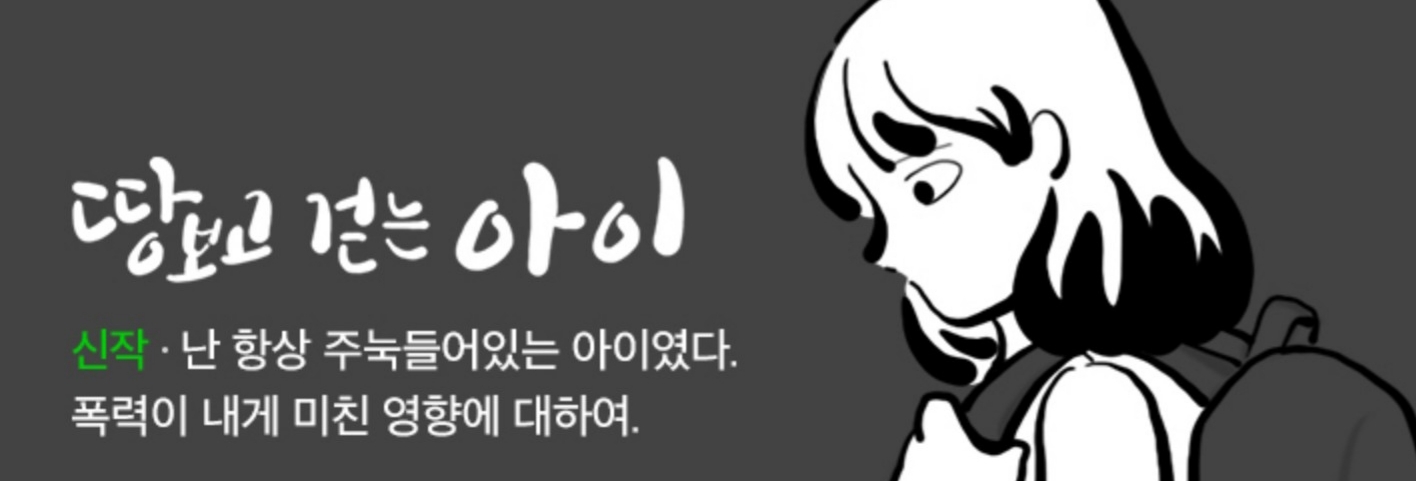 땅보고 걷는 아이
신작 · 난 항상 주눅들어있는 아이였다.
폭력이 내게 미친 영향에 대하여.